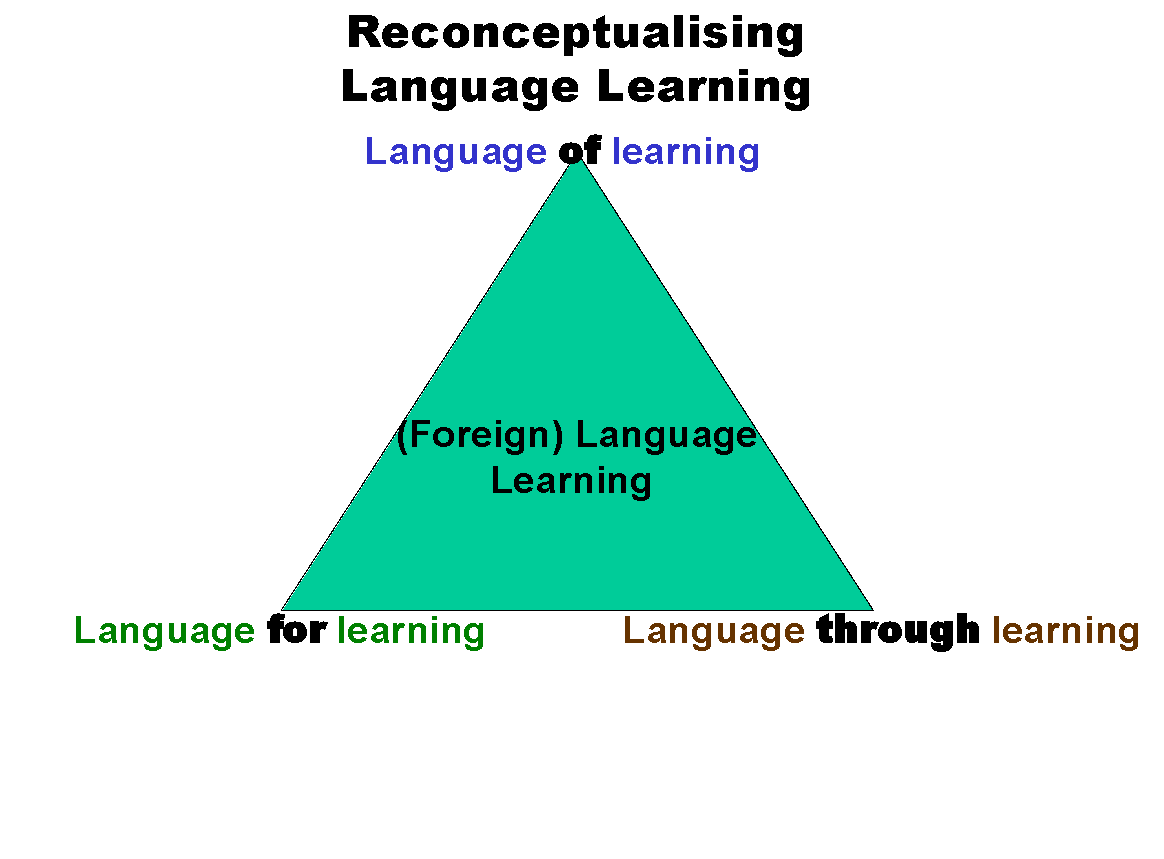 Reconceptualising
Language Learning
Language of learning
(Foreign) Language
Learning
Language for learning
Language through learning